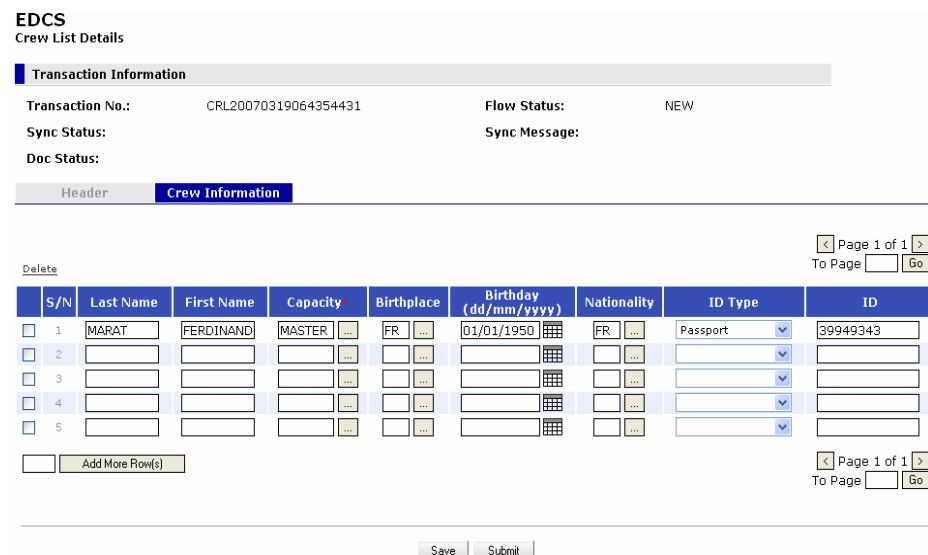 EDCS
Crew List Details
Transaction Information
Transaction No.: CRL20070319064354431 Flow Status: NEW
Sync Status: Sync Message:
Doc Status:
Header Crew Information
< Page 1 of 1 >
Delete To Page Go
S/N Last Name First Name Capacity* Birthplace Birthday (dd/mm/yyyy) Nationality ID Type ID
1 MARAT FERDINAND MASTER ... FR ... 01/01/1950 FR ... Passport 39949343
2 ... ... ...
3 ... ... ...
4 ... ... ...
5 ... ... ...
Add More Row(s) < Page 1 of 1 >
To Page Go
Save Submit